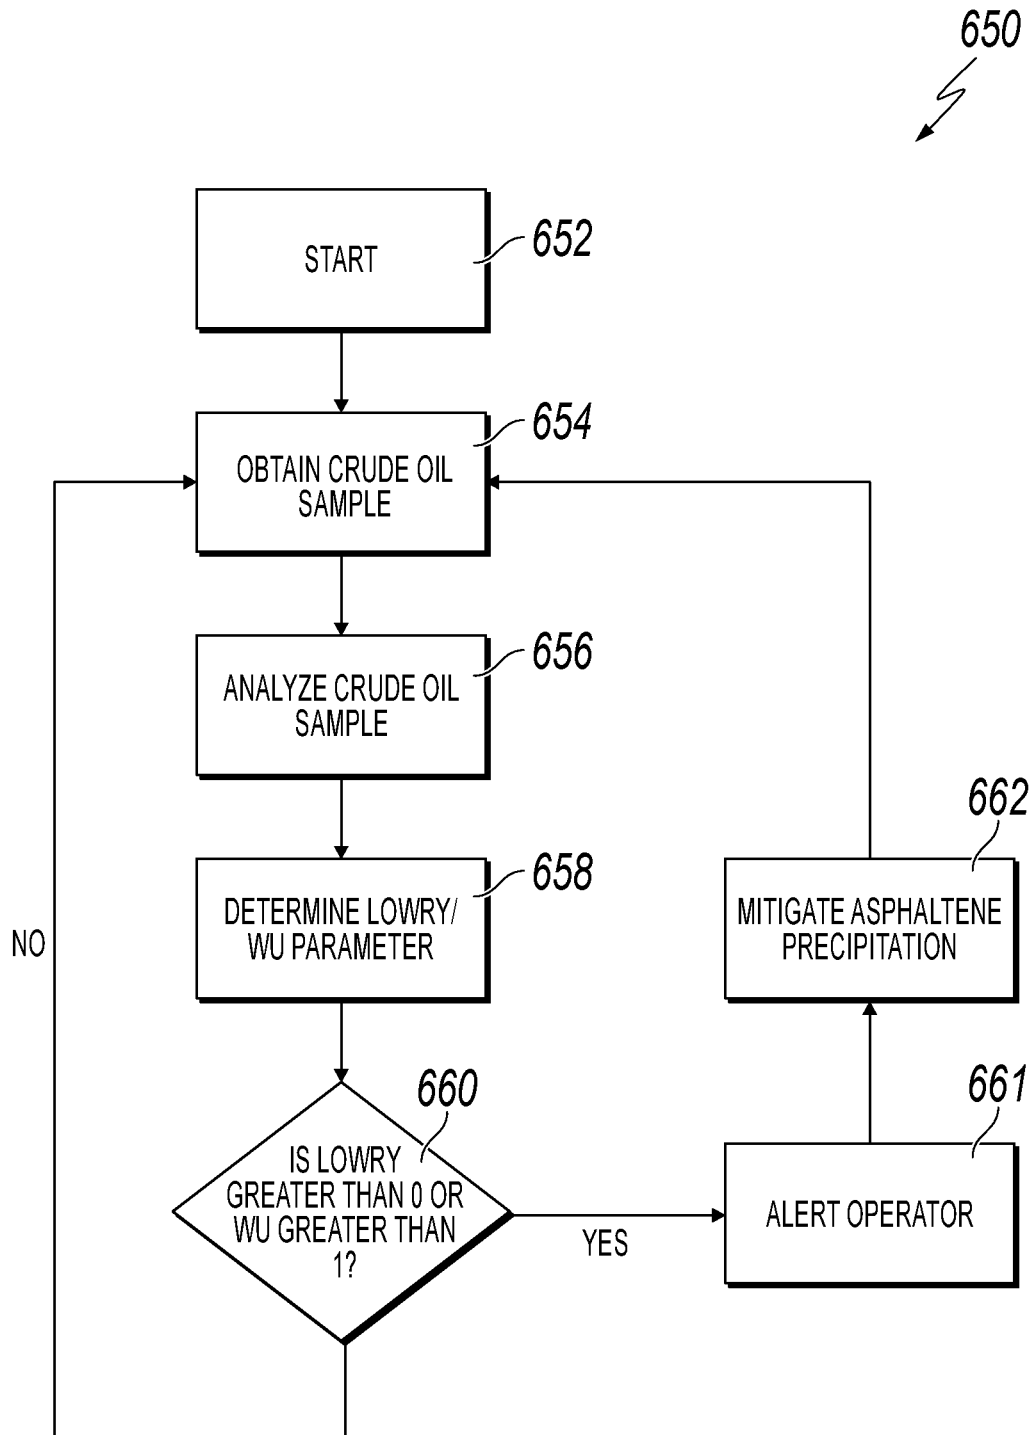 650
START
652
OBTAIN CRUDE OIL
SAMPLE
654
ANALYZE CRUDE OIL
SAMPLE
656
DETERMINE LOWRY/
WU PARAMETER
658
NO
IS LOWRY
GREATER THAN 0 OR
WU GREATER THAN
1?
660
YES
ALERT OPERATOR
661
MITIGATE ASPHALTENE
PRECIPITATION
662